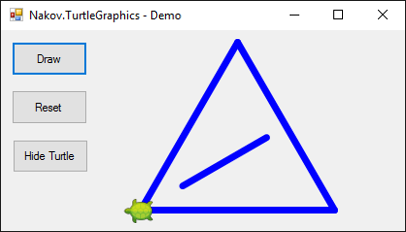 Nakov.TurtleGraphics - Demo
Draw
Reset
Hide Turtle